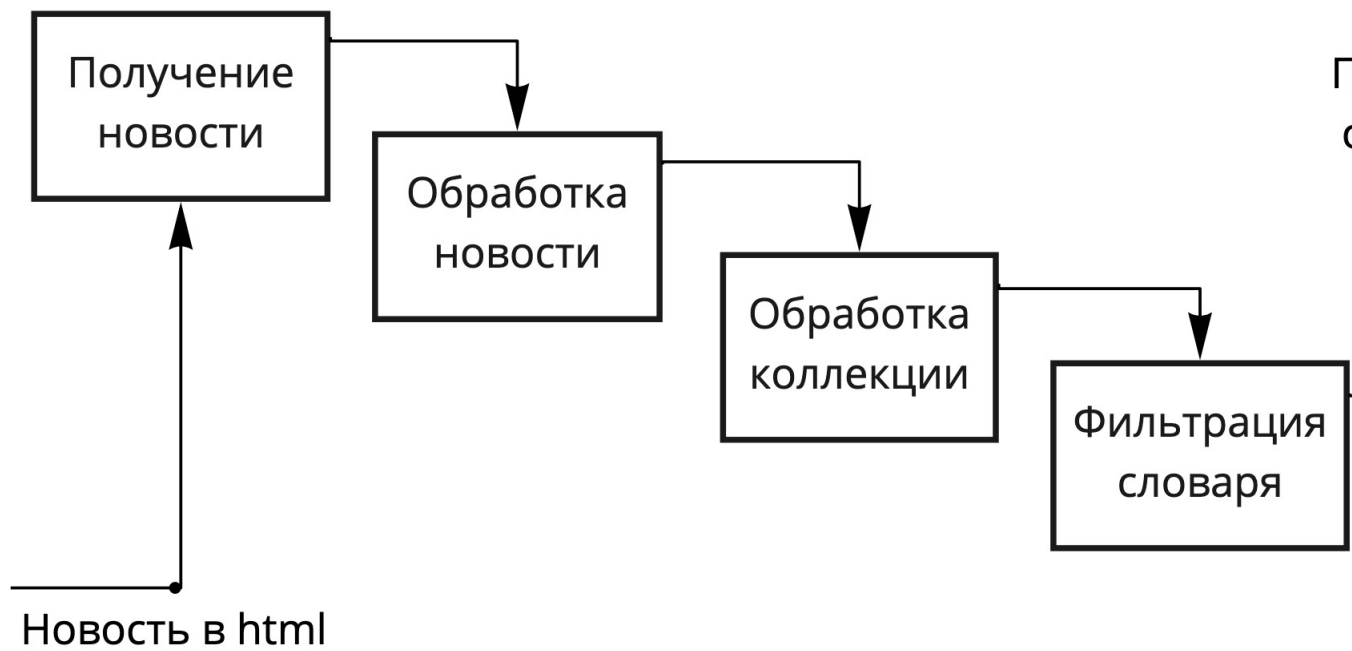 Получение
новости
Обработка
новости
Обработка
коллекции
Фильтрация
словаря
Новость в html